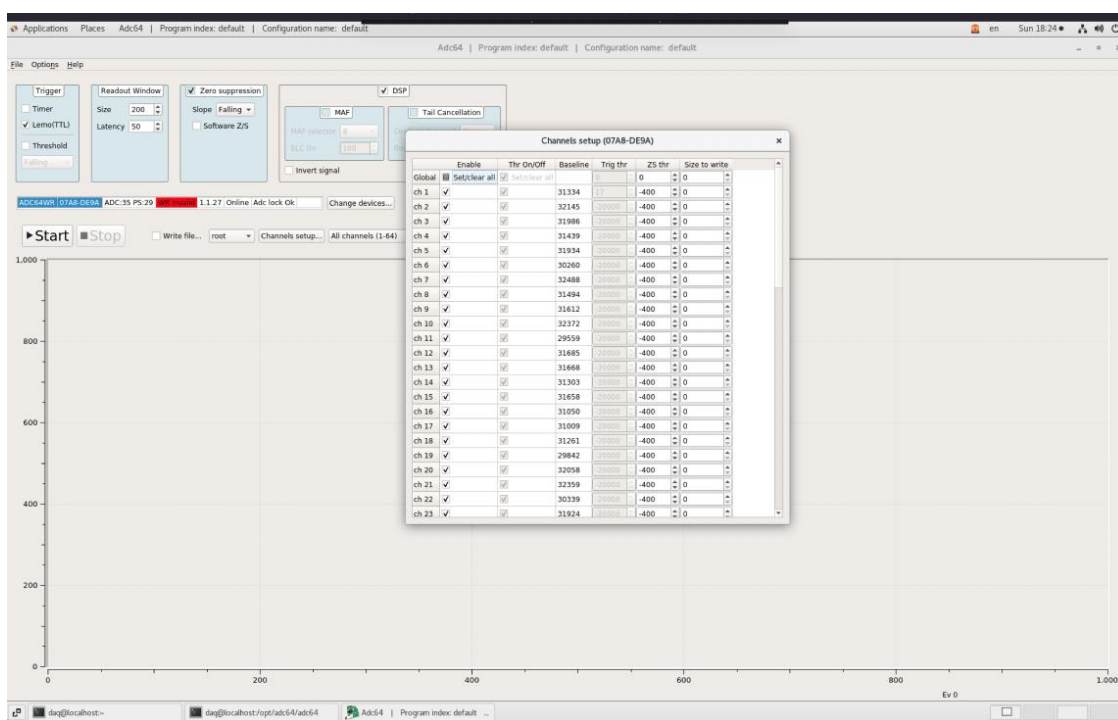 Applications Places Adc64 | Program index: default | Configuration name: default en Sun 18:24
Adc64 | Program index: default | Configuration name: default
File Options Help
Trigger Readout Window Zero suppression DSP
Timer Size 200 Slope Falling MAF Tail Cancellation
Lemo(TTL) Latency 50 Software Z/S
MAF selector 8
Threshold
BLC thr 100
Falling
Invert signal
ADC64WR 07A8-DE9A ADC:35 PS:29 WR Invalid 1.1.27 Online Adc lock Ok Change devices...
Start Stop Write file... root Channels setup... All channels (1-64)
Channels setup (07A8-DE9A)
Enable Thr On/Off Baseline Trig thr ZS thr Size to write
Global Set/clear all Set/clear all 0 0 0
ch 1 31334 17 -400 0
ch 2 32145 -20000 -400 0
ch 3 31986 -20000 -400 0
ch 4 31439 -20000 -400 0
ch 5 31934 -20000 -400 0
ch 6 30260 -20000 -400 0
ch 7 32488 -20000 -400 0
ch 8 31494 -20000 -400 0
ch 9 31612 -20000 -400 0
ch 10 32372 -20000 -400 0
ch 11 29559 -20000 -400 0
ch 12 31685 -20000 -400 0
ch 13 31668 -20000 -400 0
ch 14 31303 -20000 -400 0
ch 15 31658 -20000 -400 0
ch 16 31050 -20000 -400 0
ch 17 31009 -20000 -400 0
ch 18 31261 -20000 -400 0
ch 19 29842 -20000 -400 0
ch 20 32058 -20000 -400 0
ch 21 32359 -20000 -400 0
ch 22 30339 -20000 -400 0
ch 23 31924 -20000 -400 0
1,000
800
600
400
200
0
0 200 400 600 800 1,000
Ev 0
daq@localhost:~ daq@localhost:/opt/adc64/adc64 Adc64 | Program index: default ...